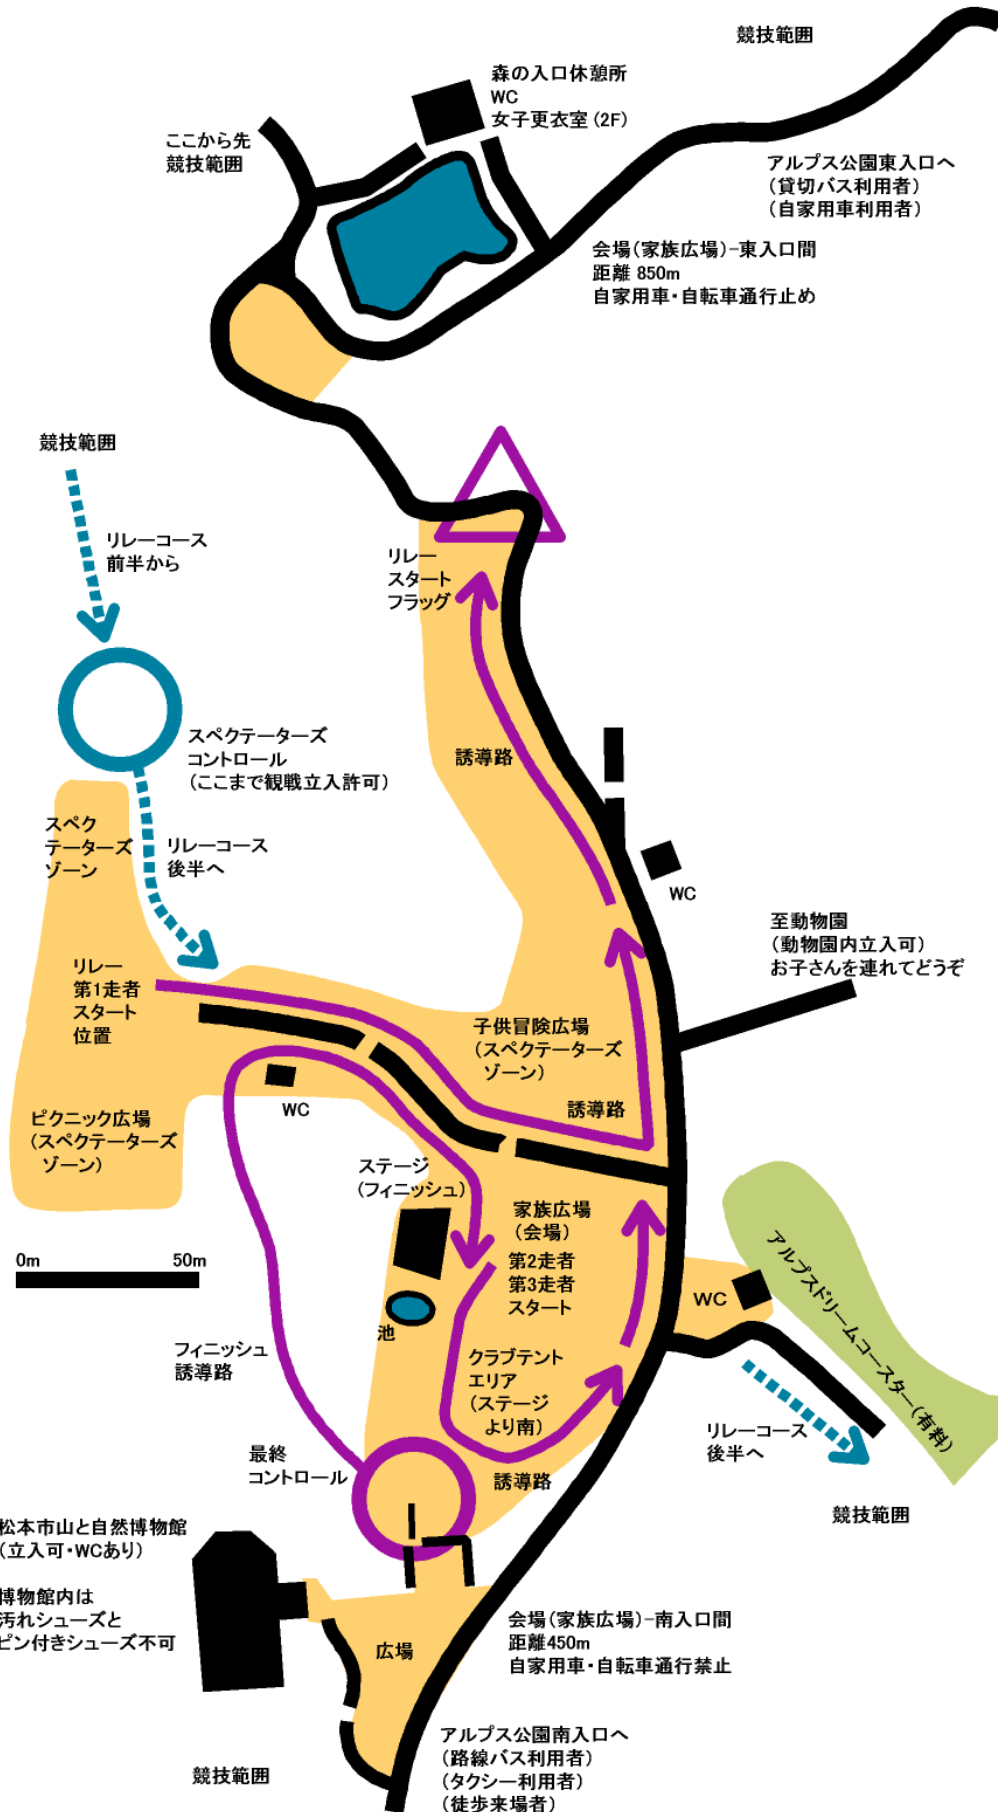 競技範囲
森の入口休憩所
WC
女子更衣室(2F)
ここから先
競技範囲
アルプス公園東入口へ
(貸切バス利用者)
(自家用車利用者)
会場(家族広場)-東入口間
距離 850m
自家用車・自転車通行止め
競技範囲
リレーコース
前半から
リレー
スタート
フラッグ
スペクテーターズ
コントロール
(ここまで観戦立入許可)
誘導路
スペク
テーターズ
ゾーン
リレーコース
後半へ
WC
至動物園
(動物園内立入可)
お子さんを連れてどうぞ
リレー
第1走者
スタート
位置
子供冒険広場
(スペクテーターズ
ゾーン)
誘導路
WC
ピクニック広場
(スペクテーターズ
ゾーン)
ステージ
(フィニッシュ)
家族広場
(会場)
第2走者
第3走者
スタート
0m 50m
アルプスドリームコースター(有料)
WC
池
フィニッシュ
誘導路
クラブテント
エリア
(ステージ
より南)
リレーコース
後半へ
最終
コントロール
誘導路
競技範囲
松本市山と自然博物館
(立入可・WCあり)
博物館内は
汚れシューズと
ピン付きシューズ不可
広場
会場(家族広場)-南入口間
距離450m
自家用車・自転車通行禁止
競技範囲
アルプス公園南入口へ
(路線バス利用者)
(タクシー利用者)
(徒歩来場者)